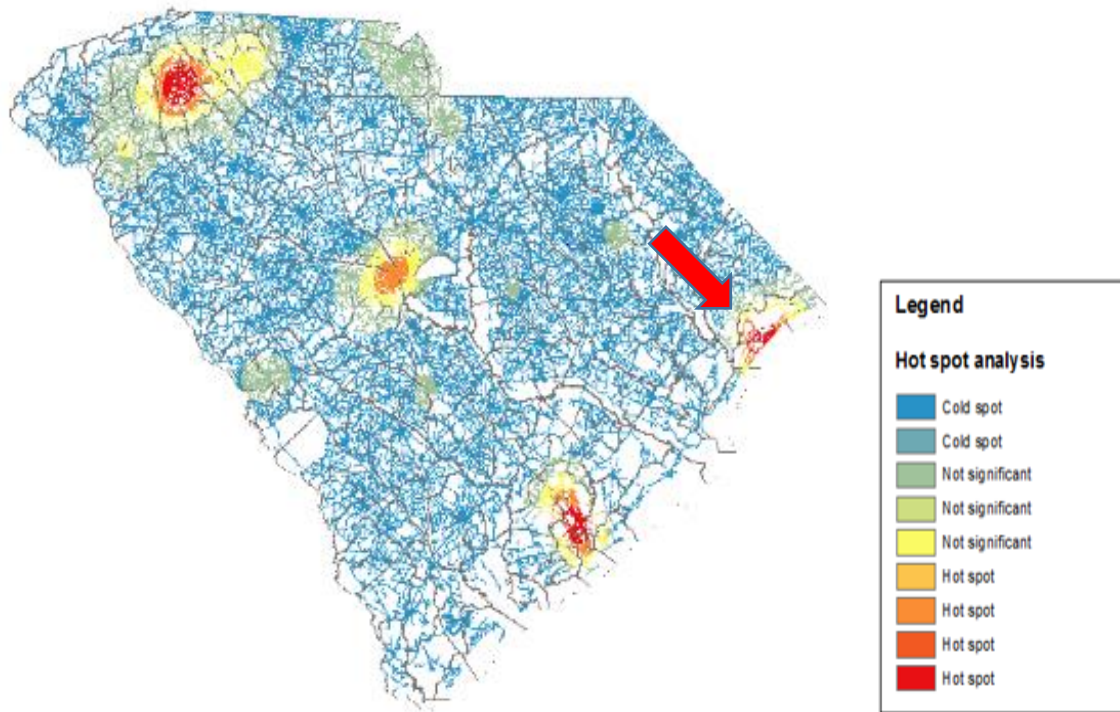 Legend
Hot spot analysis
Cold spot
Cold spot
Not significant
Not significant
Not significant
Hot spot
Hot spot
Hot spot
Hot spot